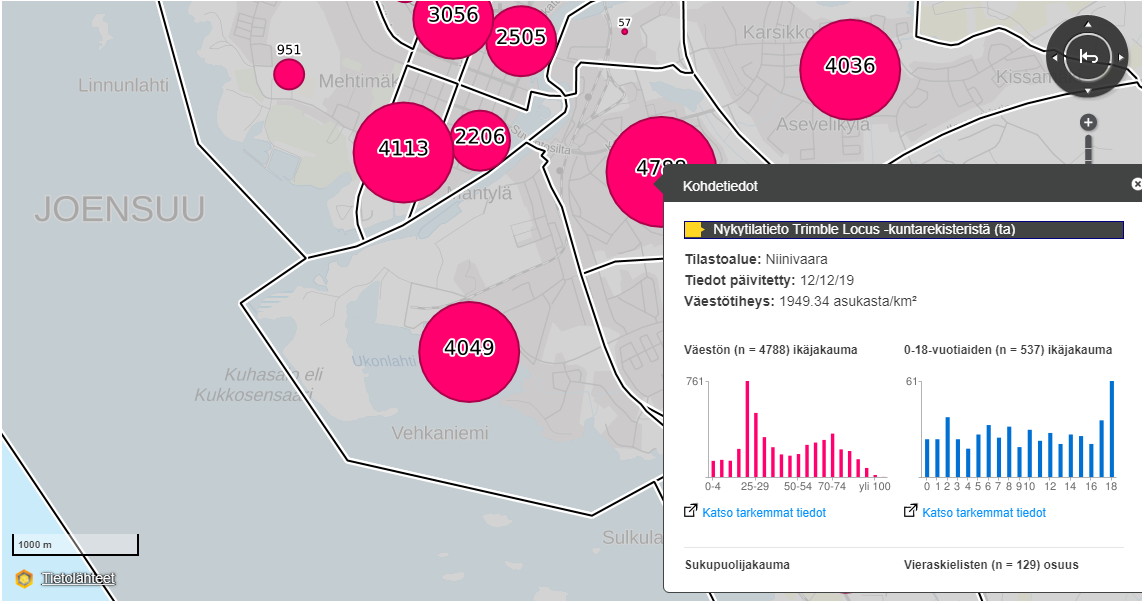 3056
2505
57
951
Karsikko
4036
Kissan
Linnunlahti
Mehtimäk
4113
2206
Suvantosilta
Asevelikylä
4788
JOENSUU
Mäntylä
4049
Ukonlahti
Kuhasalo eli
Kukkosensaari
Vehkaniemi
Sulkula
1000 m
Tietolähteet
Kohdetiedot
Nykytilatieto Trimble Locus -kuntarekisteristä (ta)
Tilastoalue: Niinivaara
Tiedot päivitetty: 12/12/19
Väestötiheys: 1949.34 asukasta/km²
Väestön (n = 4788) ikäjakauma
761
0-4 25-29 50-54 70-74 yli 100
Katso tarkemmat tiedot
0-18-vuotiaiden (n = 537) ikäjakauma
61
0 1 2 3 4 5 6 7 8 9 10 12 14 16 18
Katso tarkemmat tiedot
Sukupuolijakauma
Vieraskielisten (n = 129) osuus